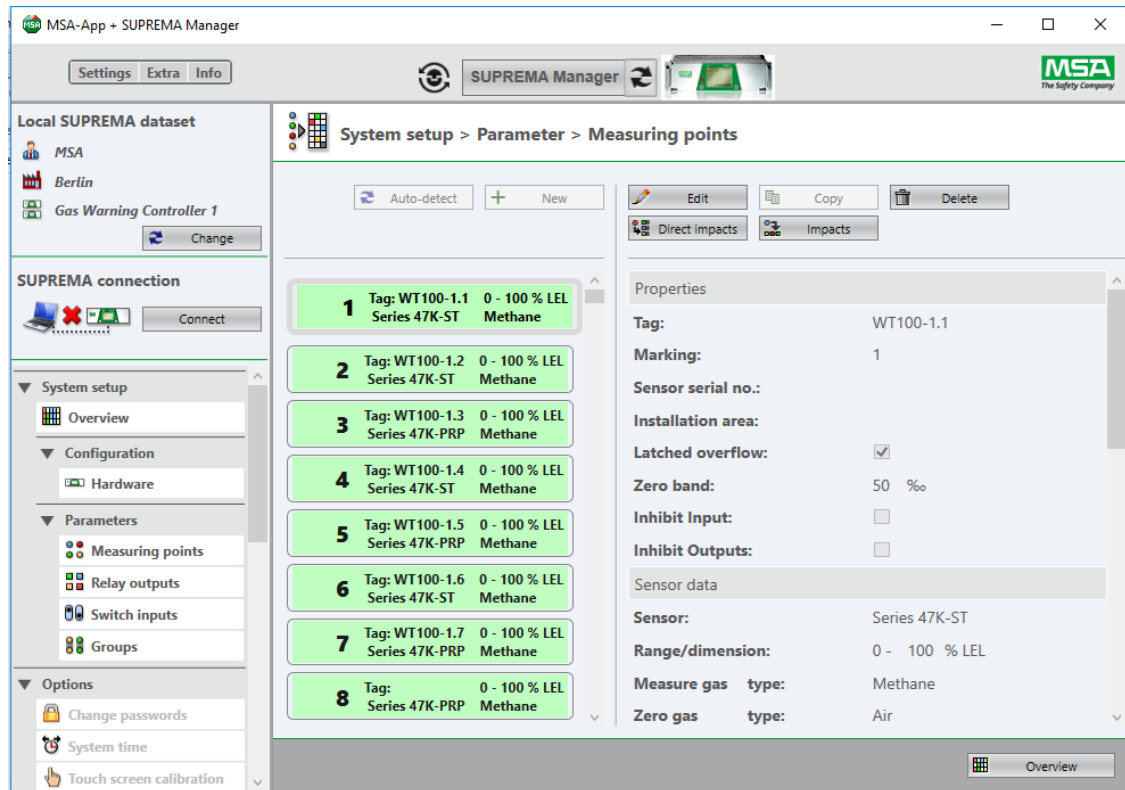 MSA-App + SUPREMA Manager
Settings Extra Info
SUPREMA Manager
MSA
The Safety Company
Local SUPREMA dataset
MSA
Berlin
Gas Warning Controller 1
Change
SUPREMA connection
Connect
System setup
Overview
Configuration
Hardware
Parameters
Measuring points
Relay outputs
Switch inputs
Groups
Options
Change passwords
System time
Touch screen calibration
System setup > Parameter > Measuring points
Auto-detect New
Edit Copy Delete
Direct impacts Impacts
1 Tag: WT100-1.1 0 - 100 % LEL
Series 47K-ST Methane
2 Tag: WT100-1.2 0 - 100 % LEL
Series 47K-ST Methane
3 Tag: WT100-1.3 0 - 100 % LEL
Series 47K-PRP Methane
4 Tag: WT100-1.4 0 - 100 % LEL
Series 47K-ST Methane
5 Tag: WT100-1.5 0 - 100 % LEL
Series 47K-PRP Methane
6 Tag: WT100-1.6 0 - 100 % LEL
Series 47K-ST Methane
7 Tag: WT100-1.7 0 - 100 % LEL
Series 47K-PRP Methane
8 Tag: 0 - 100 % LEL
Series 47K-PRP Methane
Properties
Tag: WT100-1.1
Marking: 1
Sensor serial no.:
Installation area:
Latched overflow:
Zero band: 50 ‰
Inhibit Input:
Inhibit Outputs:
Sensor data
Sensor: Series 47K-ST
Range/dimension: 0 - 100 % LEL
Measure gas type: Methane
Zero gas type: Air
Overview